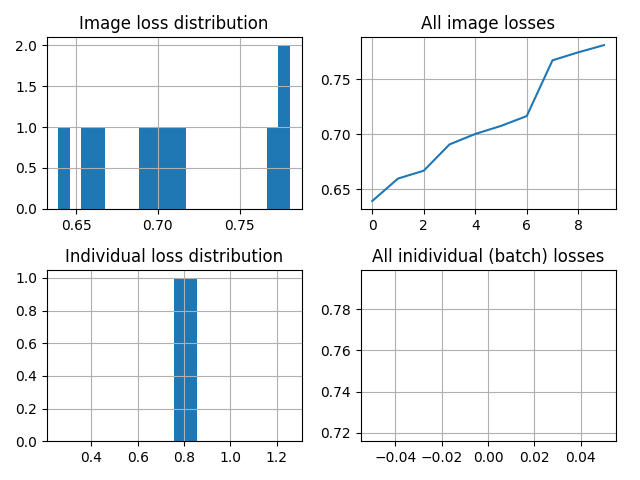 Image loss distribution
2.0
1.5
1.0
0.5
0.0
0.65 0.70 0.75
All image losses
0.75
0.70
0.65
0 2 4 6 8
Individual loss distribution
1.0
0.8
0.6
0.4
0.2
0.0
0.4 0.6 0.8 1.0 1.2
All inidividual (batch) losses
0.78
0.76
0.74
0.72
−0.04 −0.02 0.00 0.02 0.04